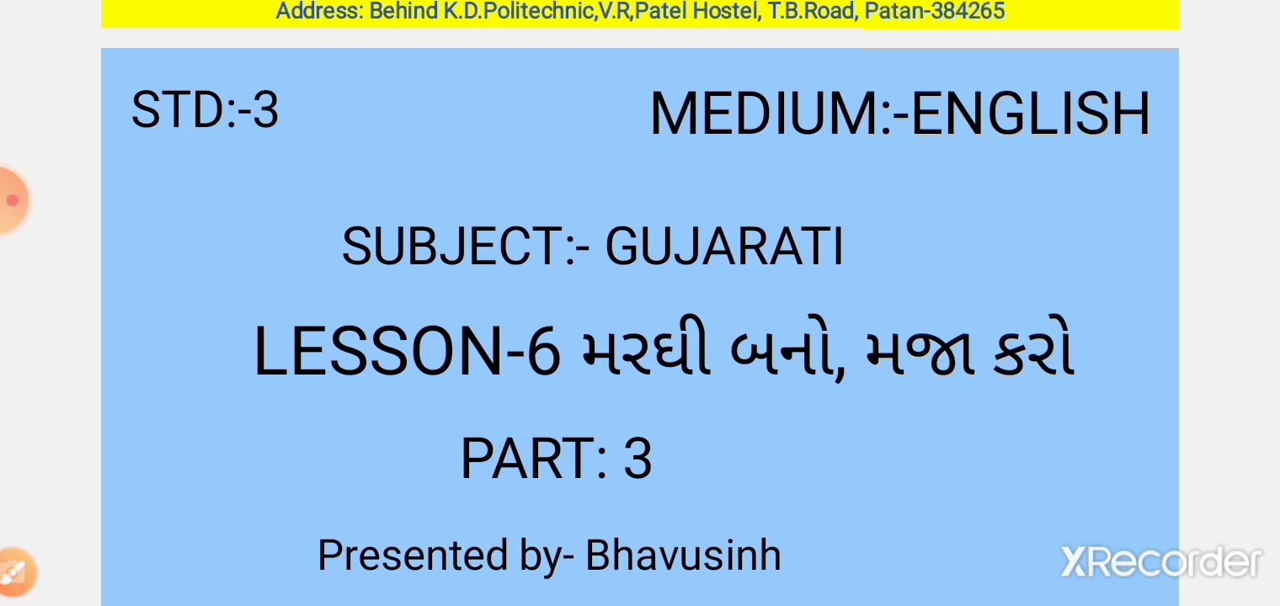 Address: Behind K.D.Politechnic,V.R,Patel Hostel, T.B.Road, Patan-384265
STD:-3
MEDIUM:-ENGLISH
SUBJECT:- GUJARATI
LESSON-6 મરઘી બનો, મજા કરો
PART: 3
Presented by- Bhavusinh
XRecorder